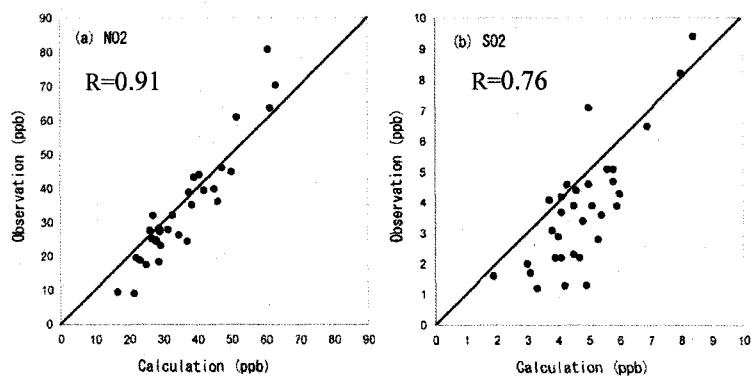 (a) NO2
R=0.91
Observation (ppb)
90
80
70
60
50
40
30
20
10
0
0 10 20 30 40 50 60 70 80 90
Calculation (ppb)
(b) SO2
R=0.76
Observation (ppb)
10
9
8
7
6
5
4
3
2
1
0
0 1 2 3 4 5 6 7 8 9 10
Calculation (ppb)